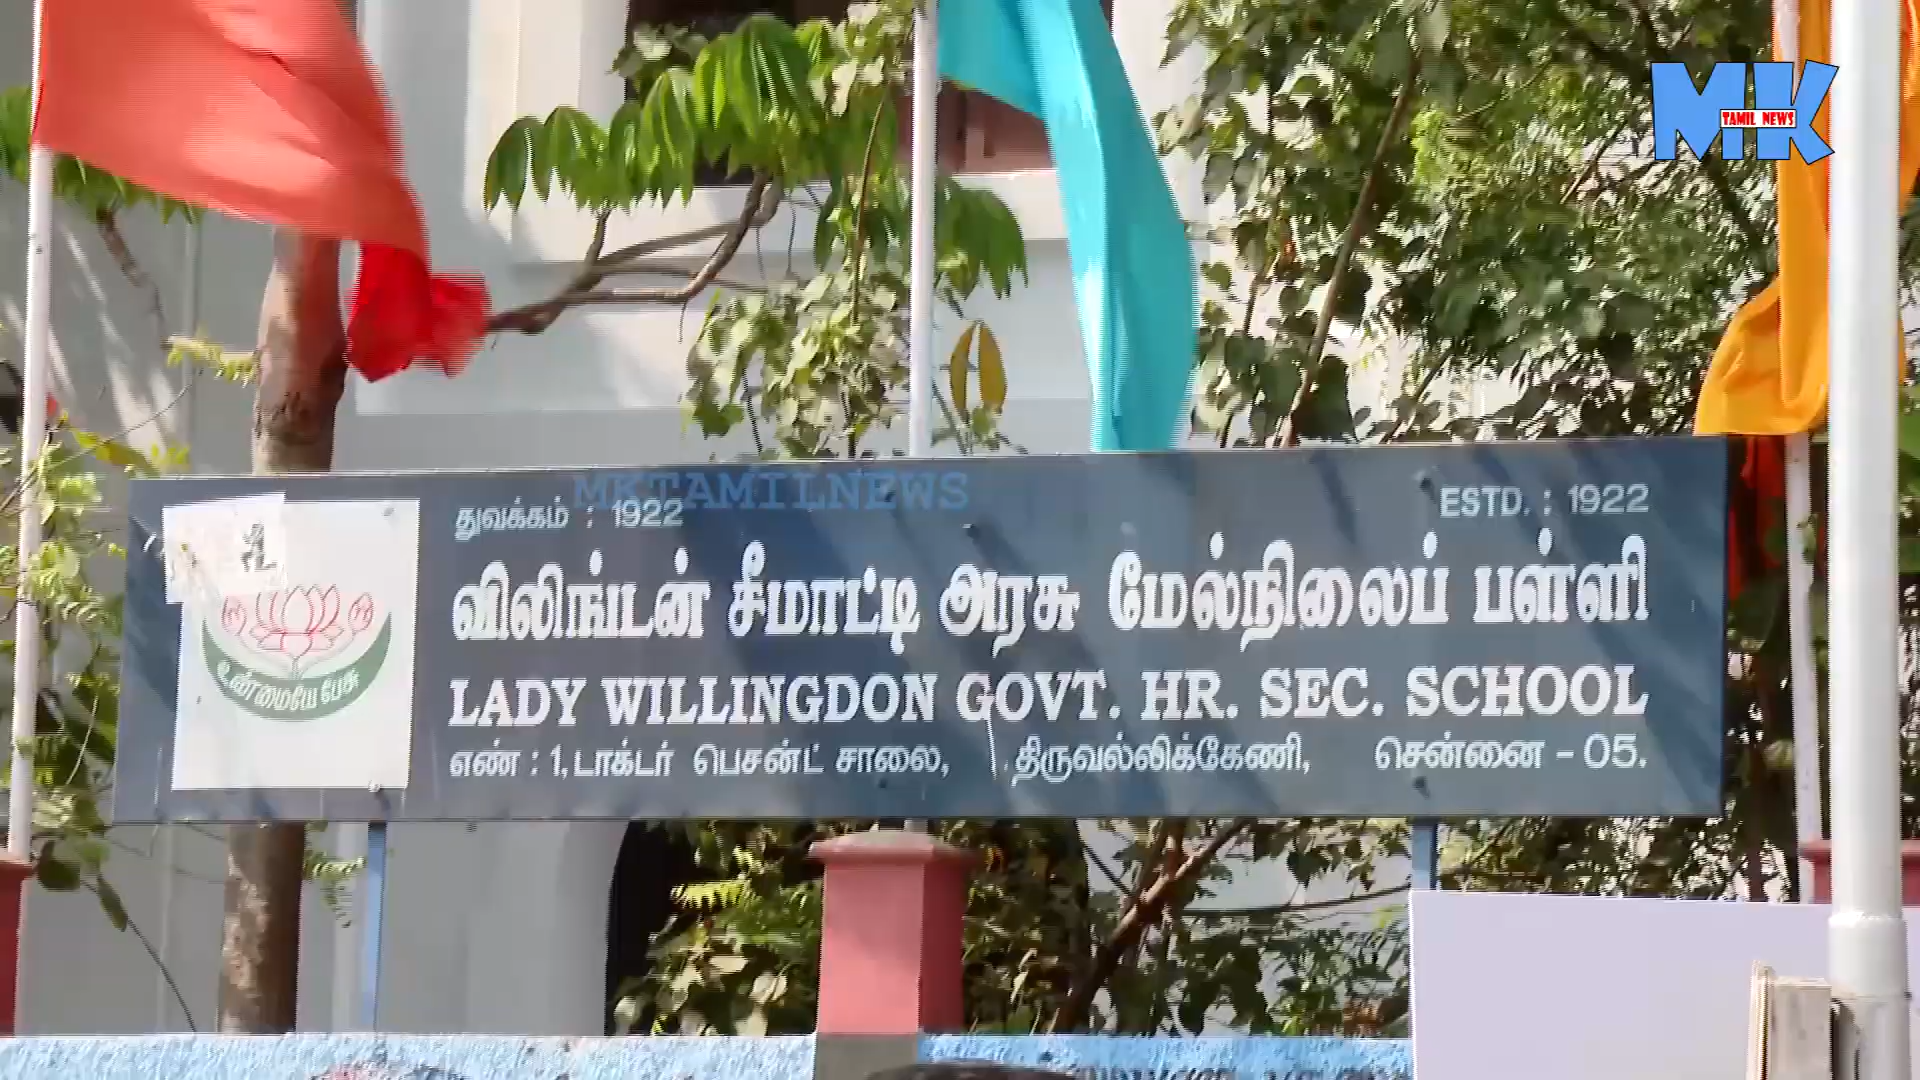 MK
TAMIL NEWS
MKTAMILNEWS
துவக்கம் : 1922
ESTD. : 1922
விலிங்டன் சீமாட்டி அரசு மேல்நிலைப் பள்ளி
LADY WILLINGDON GOVT. HR. SEC. SCHOOL
எண் : 1, டாக்டர் பெசன்ட் சாலை, திருவல்லிக்கேணி, சென்னை - 05.
உண்மையே பேசு